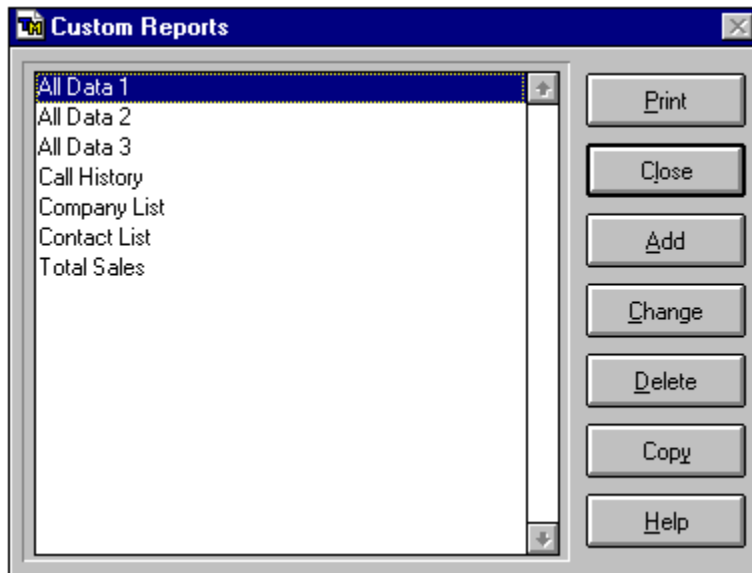 TM Custom Reports
All Data 1
All Data 2
All Data 3
Call History
Company List
Contact List
Total Sales
Print
Close
Add
Change
Delete
Copy
Help